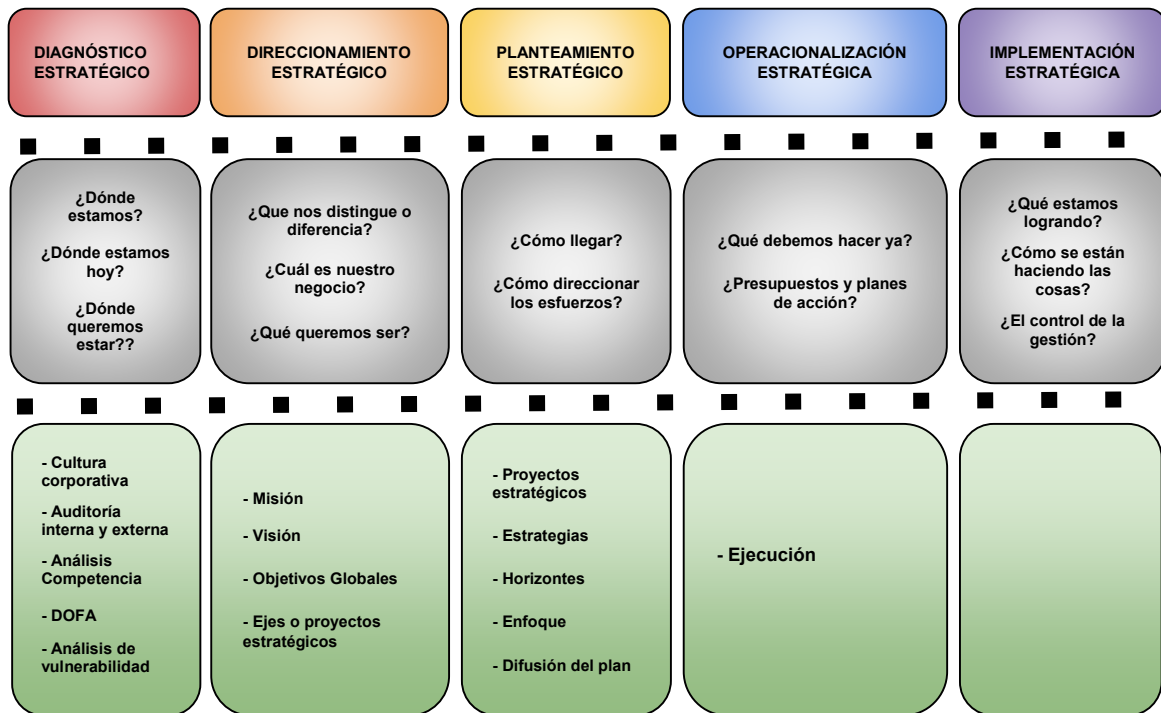 DIAGNÓSTICO
ESTRATÉGICO
DIRECCIONAMIENTO
ESTRATÉGICO
PLANTEAMIENTO
ESTRATÉGICO
OPERACIONALIZACIÓN
ESTRATÉGICA
IMPLEMENTACIÓN
ESTRATÉGICA
¿Dónde
estamos?
¿Dónde estamos
hoy?
¿Dónde
queremos
estar??
¿Que nos distingue o
diferencia?
¿Cuál es nuestro
negocio?
¿Qué queremos ser?
¿Cómo llegar?
¿Cómo direccionar
los esfuerzos?
¿Qué debemos hacer ya?
¿Presupuestos y planes
de acción?
¿Qué estamos
logrando?
¿Cómo se están
haciendo las
cosas?
¿El control de la
gestión?
- Cultura
corporativa
- Auditoría
interna y externa
- Análisis
Competencia
- DOFA
- Análisis de
vulnerabilidad
- Misión
- Visión
- Objetivos Globales
- Ejes o proyectos
estratégicos
- Proyectos
estratégicos
- Estrategias
- Horizontes
- Enfoque
- Difusión del plan
- Ejecución